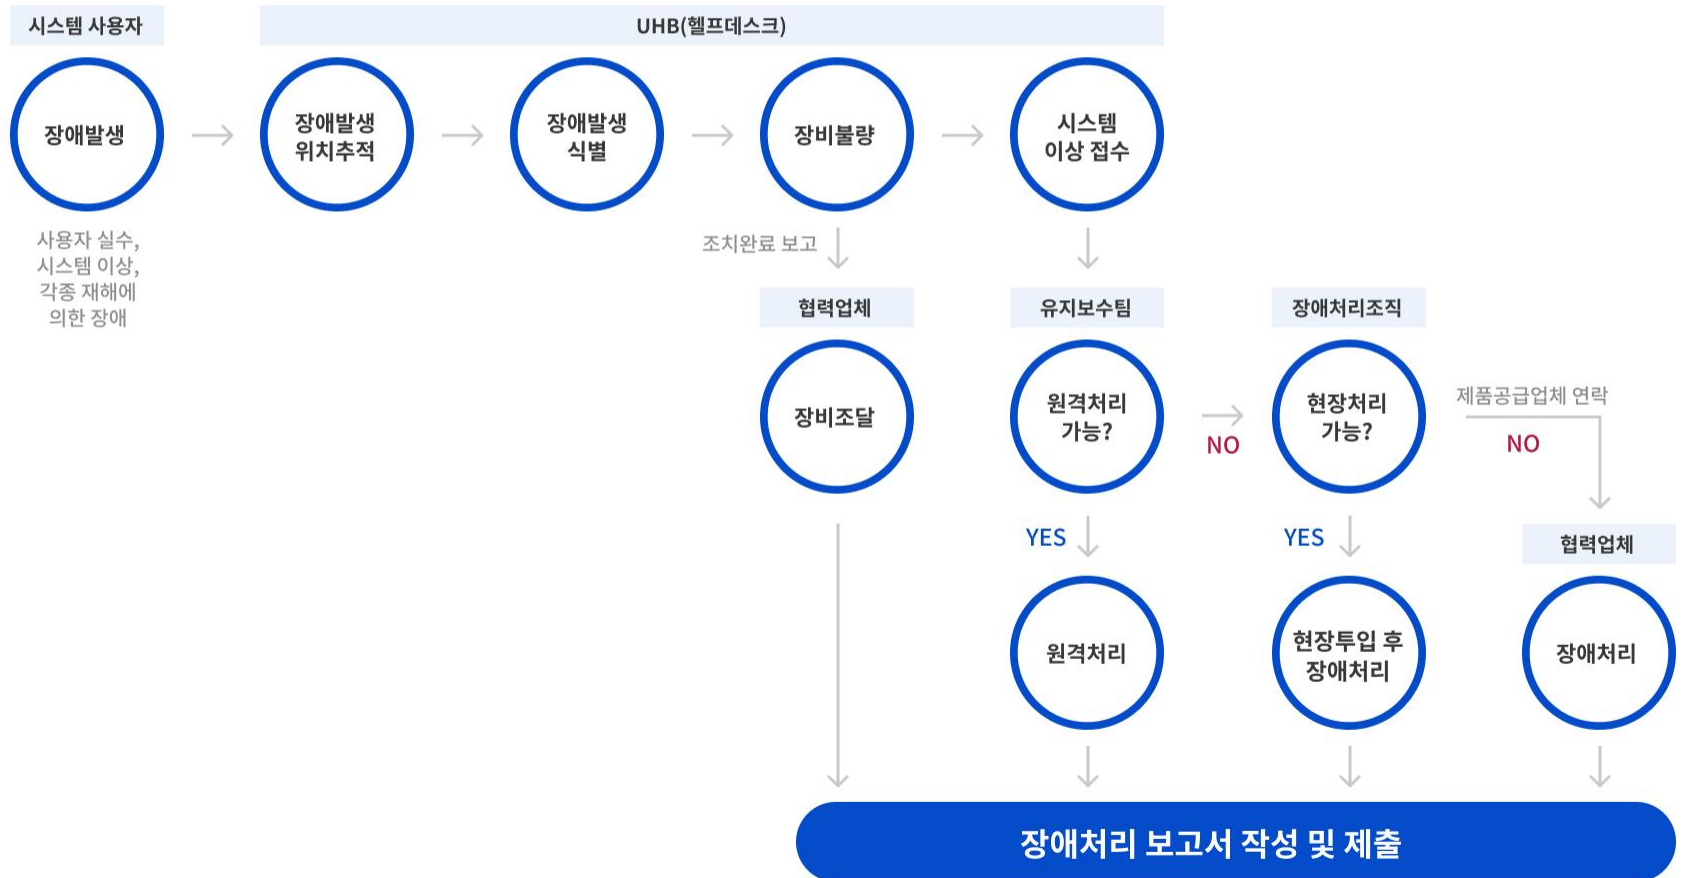 시스템 사용자
UHB(헬프데스크)
장애발생
장애발생
위치추적
장애발생
식별
장비불량
시스템
이상 접수
사용자 실수,
시스템 이상,
각종 재해에
의한 장애
조치완료 보고
협력업체
유지보수팀
장애처리조직
장비조달
원격처리
가능?
NO
현장처리
가능?
제품공급업체 연락
NO
YES
YES
협력업체
원격처리
현장투입 후
장애처리
장애처리
장애처리 보고서 작성 및 제출